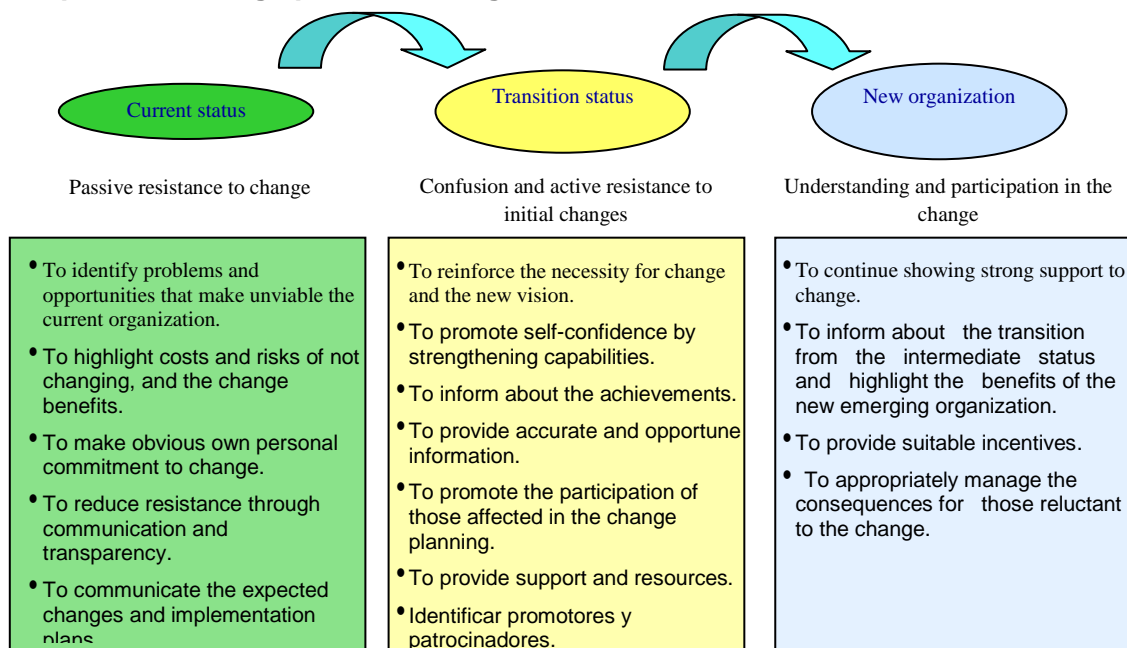 Current status
Transition status
New organization
Passive resistance to change
Confusion and active resistance to
initial changes
Understanding and participation in the
change
• To identify problems and
opportunities that make unviable the
current organization.
• To highlight costs and risks of not
changing, and the change
benefits.
• To make obvious own personal
commitment to change.
• To reduce resistance through
communication and
transparency.
• To communicate the expected
changes and implementation
plans
• To reinforce the necessity for change
and the new vision.
• To promote self-confidence by
strengthening capabilities.
• To inform about the achievements.
• To provide accurate and opportune
information.
• To promote the participation of
those affected in the change
planning.
• To provide support and resources.
• Identificar promotores y
patrocinadores.
• To continue showing strong support to
change.
• To inform about the transition
from the intermediate status
and highlight the benefits of the
new emerging organization.
• To provide suitable incentives.
• To appropriately manage the
consequences for those reluctant
to the change.